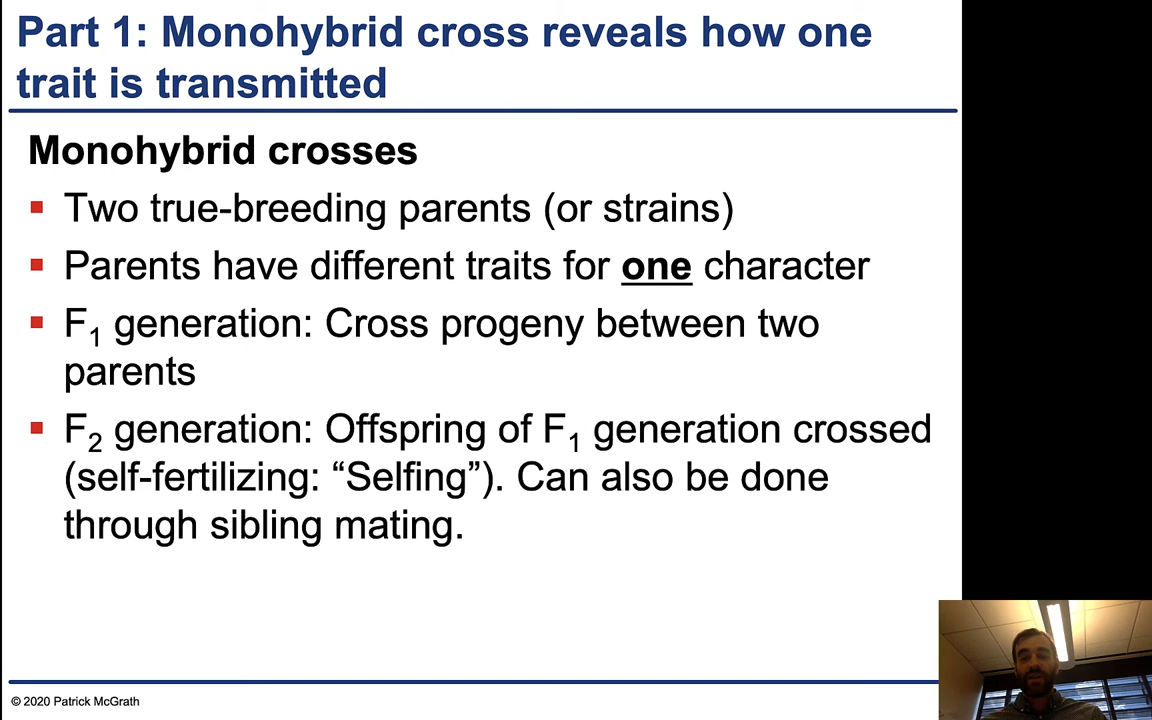 Part 1: Monohybrid cross reveals how one
trait is transmitted
Monohybrid crosses
▪ Two true-breeding parents (or strains)
▪ Parents have different traits for one character
▪ F₁ generation: Cross progeny between two
parents
▪ F₂ generation: Offspring of F₁ generation crossed
(self-fertilizing: “Selfing”). Can also be done
through sibling mating.
© 2020 Patrick McGrath